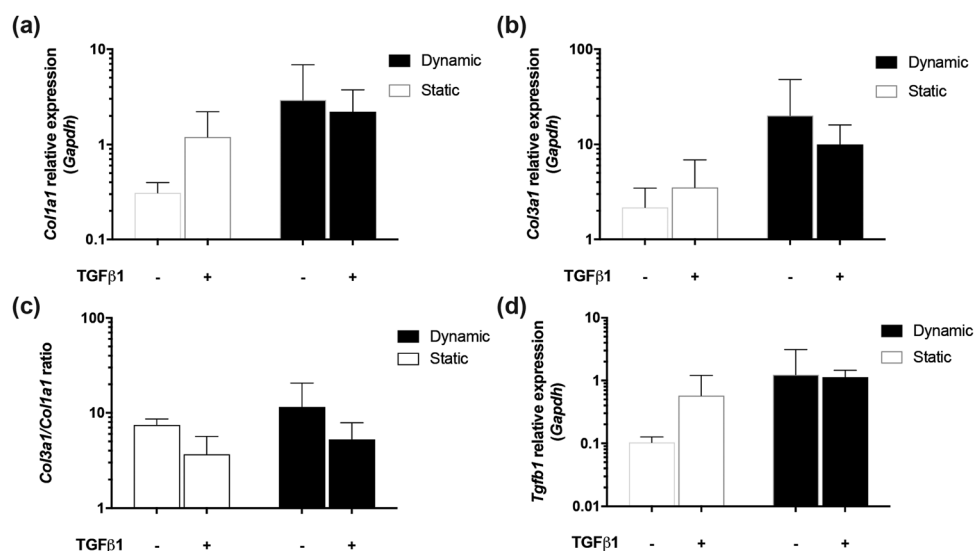 (a)
Col1a1 relative expression
(Gapdh)
10
1
0.1
Dynamic
Static
TGFβ1 - + - +
(b)
Col3a1 relative expression
(Gapdh)
100
10
1
Dynamic
Static
TGFβ1 - + - +
(c)
Col3a1/Col1a1 ratio
100
10
1
Dynamic
Static
TGFβ1 - + - +
(d)
Tgfb1 relative expression
(Gapdh)
10
1
0.1
0.01
Dynamic
Static
TGFβ1 - + - +